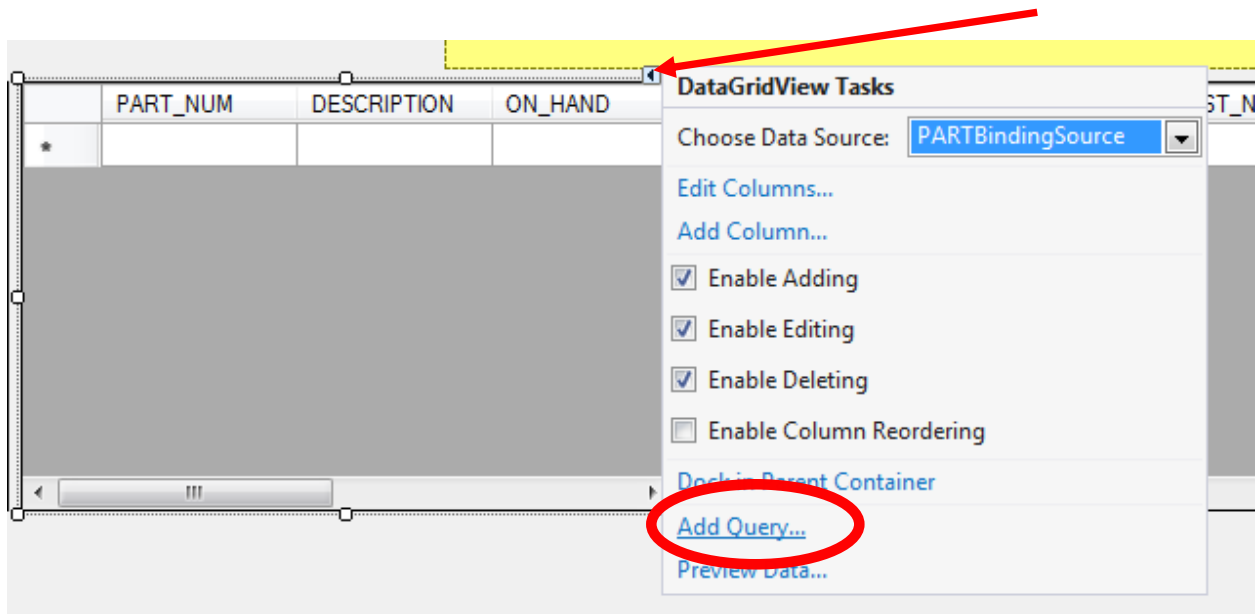 DataGridView Tasks
PART_NUM DESCRIPTION ON_HAND ST_N
Choose Data Source: PARTBindingSource
Edit Columns...
Add Column...
Enable Adding
Enable Editing
Enable Deleting
Enable Column Reordering
Dock in Parent Container
Add Query...
Preview Data...